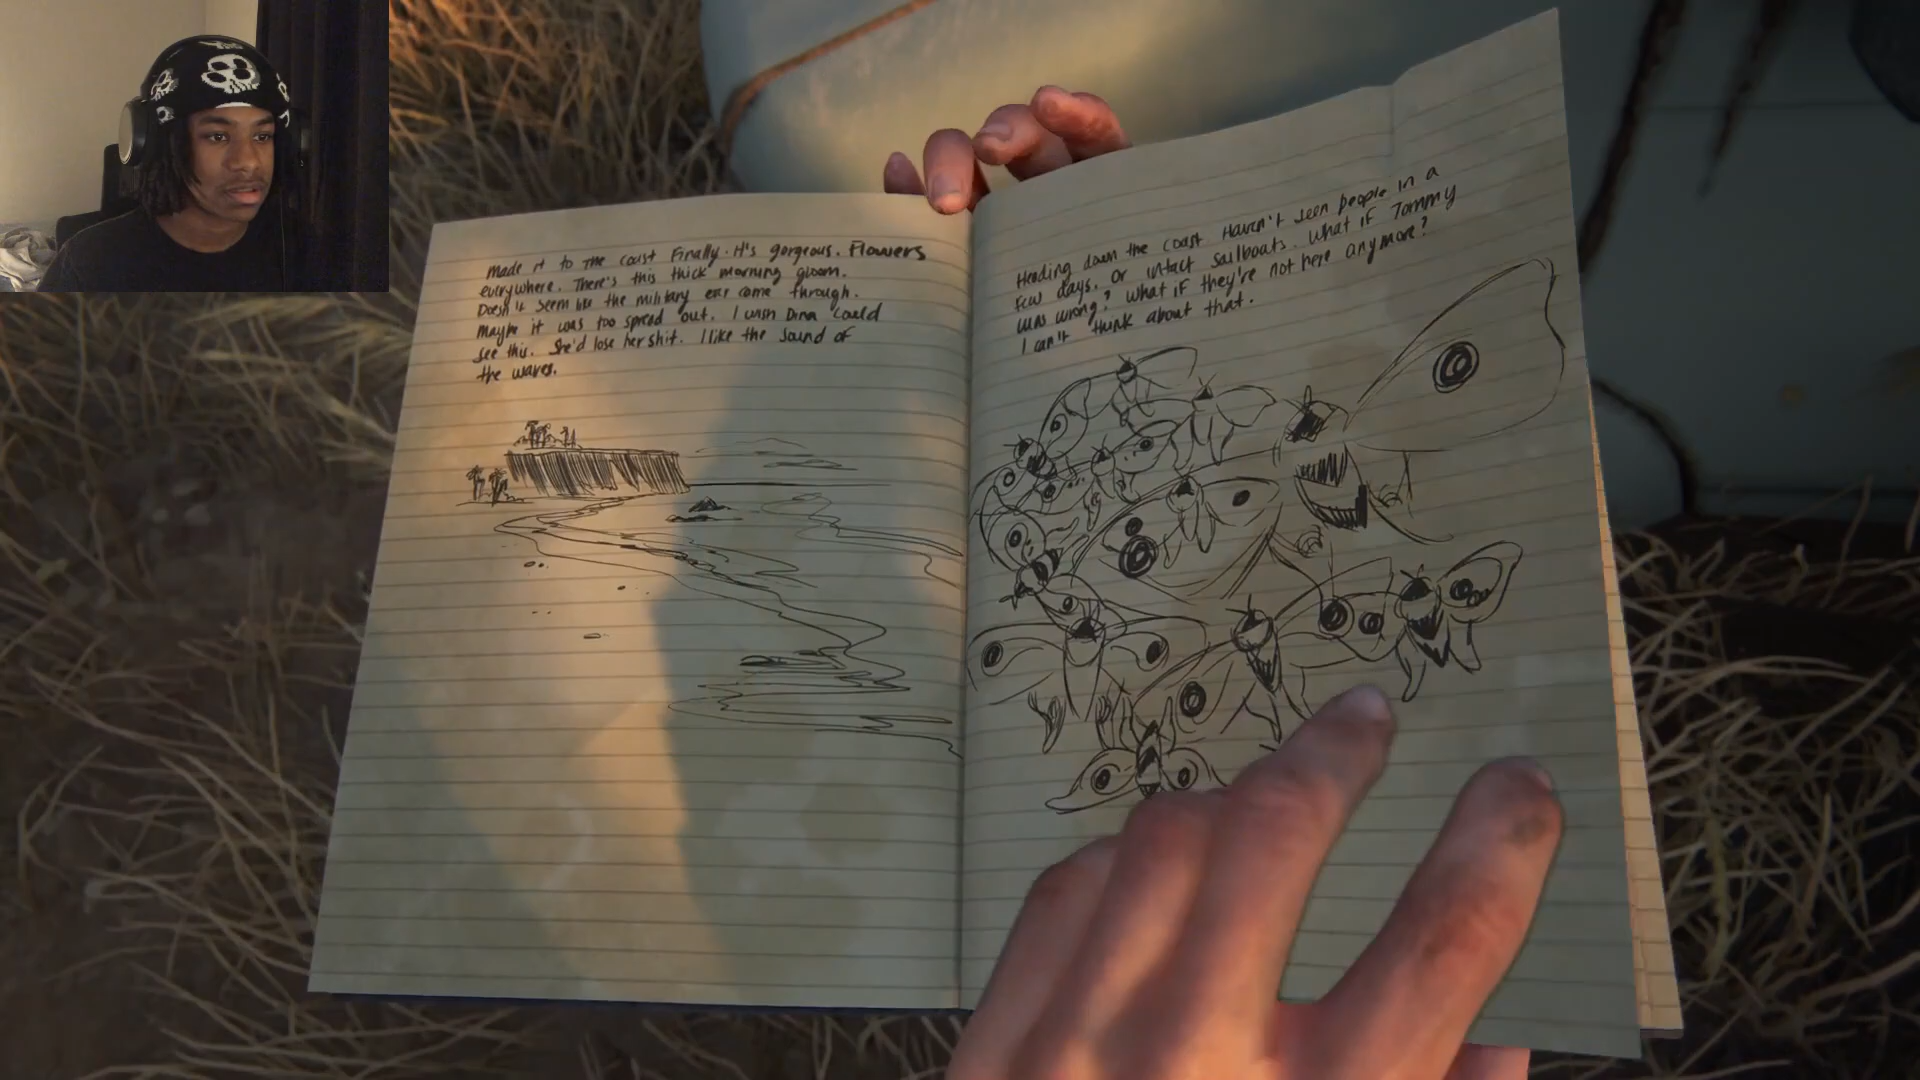 Made it to the coast Finally. It's gorgeous. Flowers
everywhere. There's this thick morning gloom.
Doesn't seem like the military ever come through.
Maybe it was too spread out. I wish Dina could
see this. She'd lose her shit. I like the sound of
the waves.
Heading down the coast Haven't seen people in a
few days. Or intact sailboats. What if Tommy
was wrong? What if they're not here anymore?
I can't think about that.